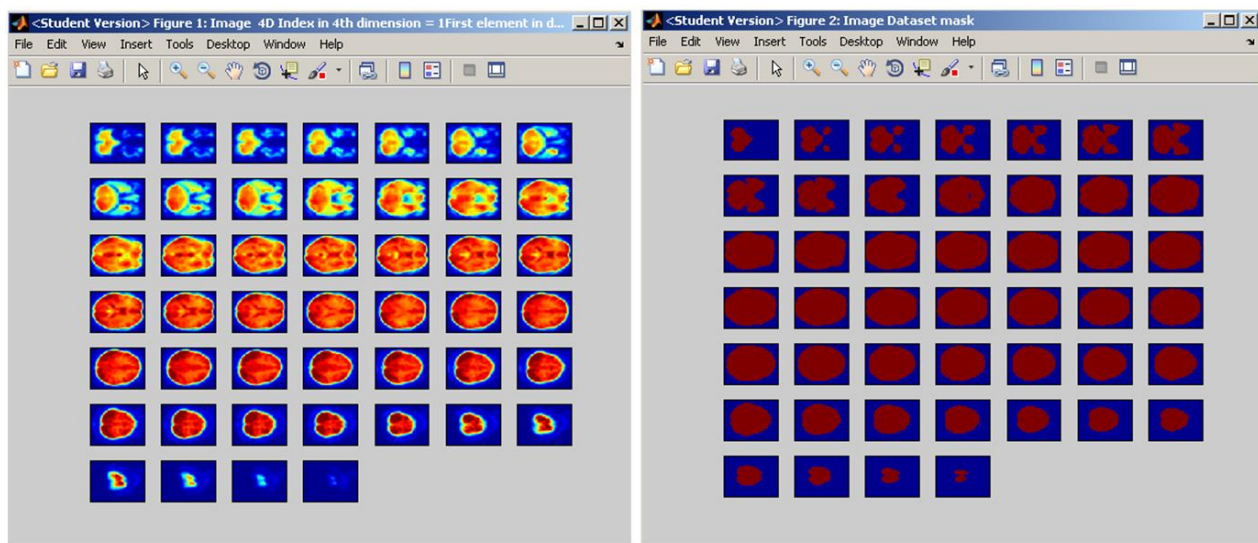 <Student Version> Figure 1: Image  4D Index in 4th dimension = 1First element in d...
File Edit View Insert Tools Desktop Window Help
<Student Version> Figure 2: Image Dataset mask
File Edit View Insert Tools Desktop Window Help